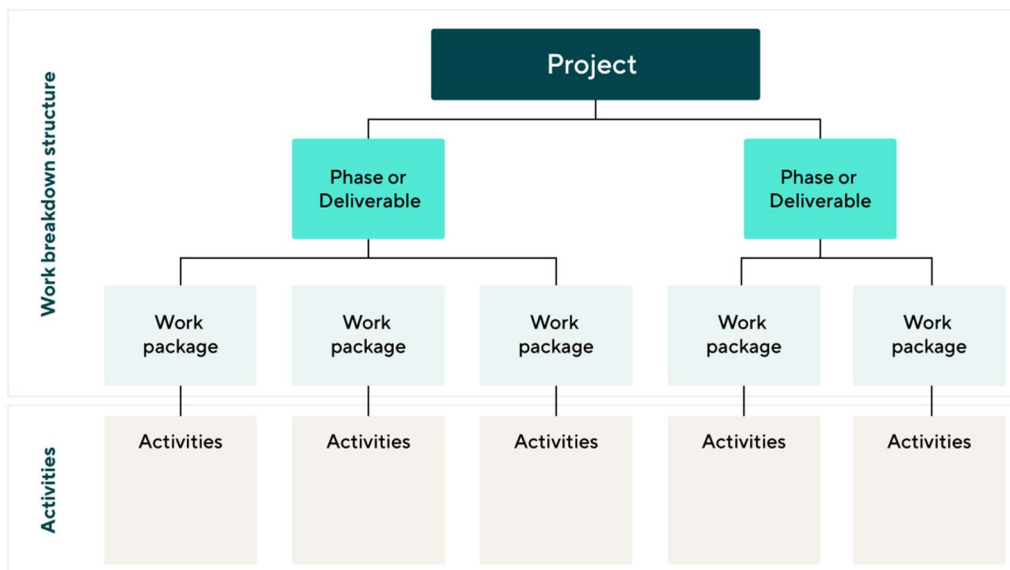 Work breakdown structure
Project
Phase or
Deliverable
Phase or
Deliverable
Work
package
Work
package
Work
package
Work
package
Work
package
Activities
Activities
Activities
Activities
Activities
Activities